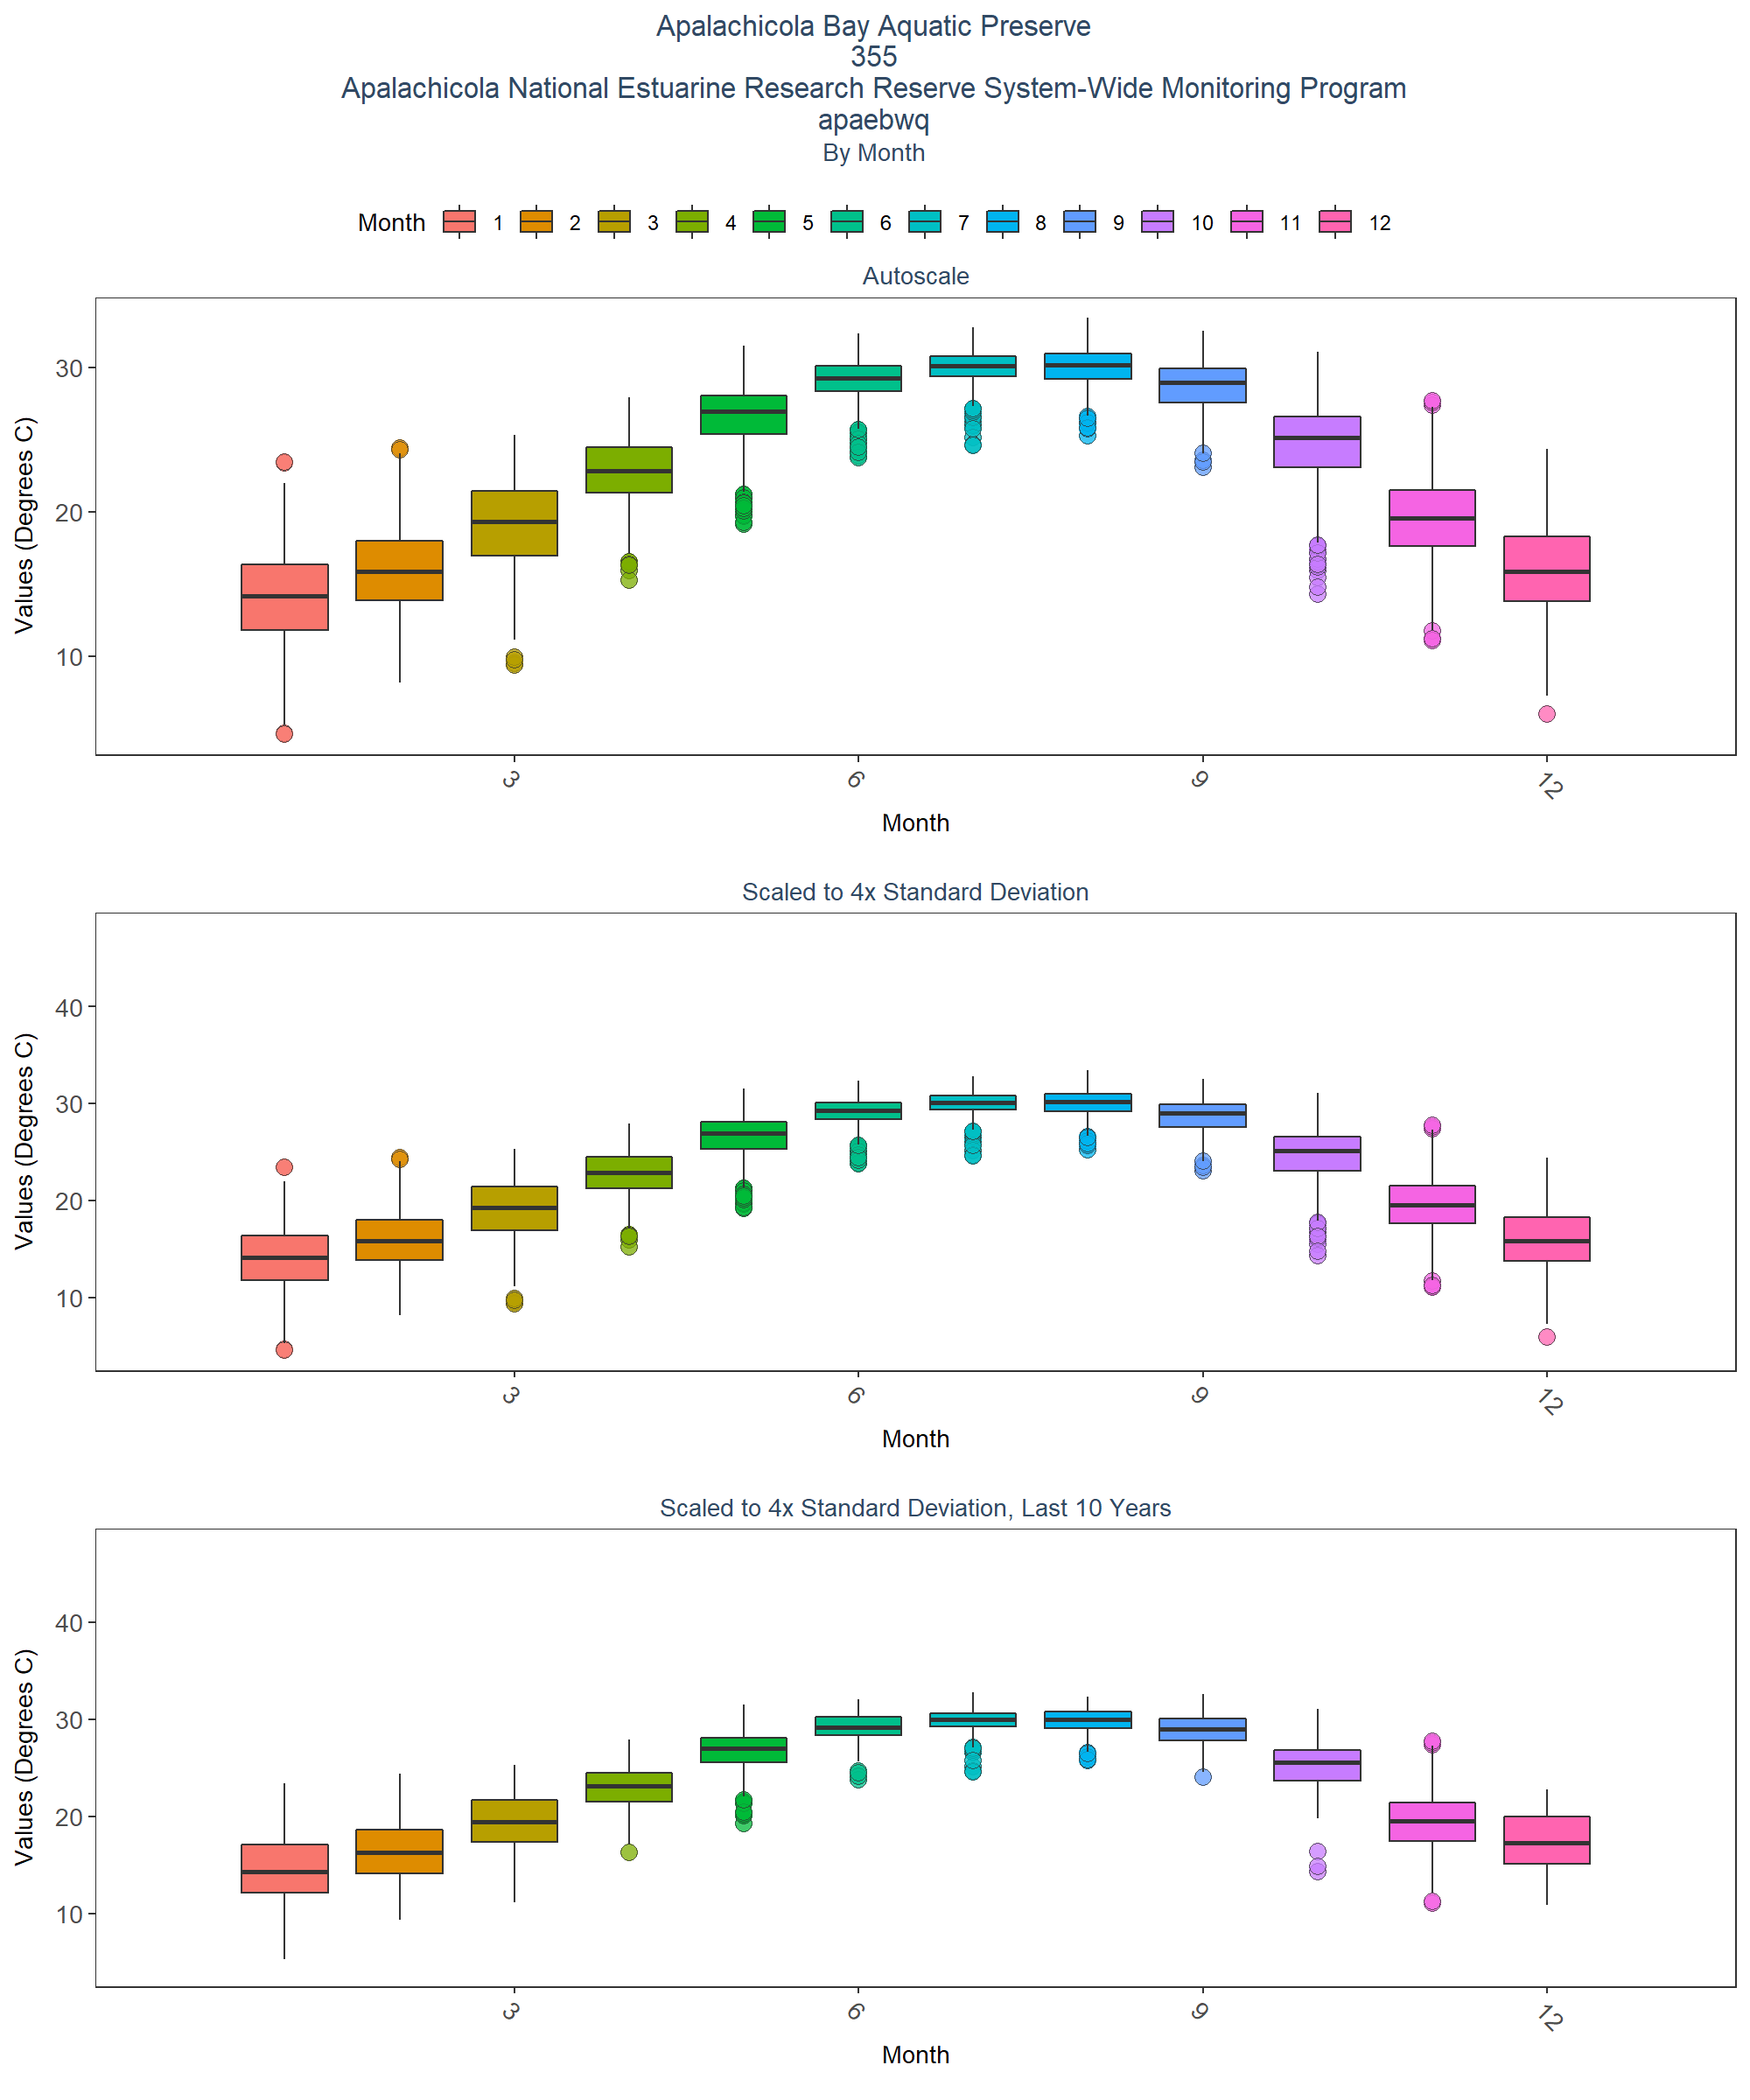 Apalachicola Bay Aquatic Preserve
355
Apalachicola National Estuarine Research Reserve System-Wide Monitoring Program
apaebwq
By Month
Month 1 2 3 4 5 6 7 8 9 10 11 12
Autoscale
Values (Degrees C)
30
20
10
3 6 9 12
Month
Scaled to 4x Standard Deviation
Values (Degrees C)
40
30
20
10
3 6 9 12
Month
Scaled to 4x Standard Deviation, Last 10 Years
Values (Degrees C)
40
30
20
10
3 6 9 12
Month